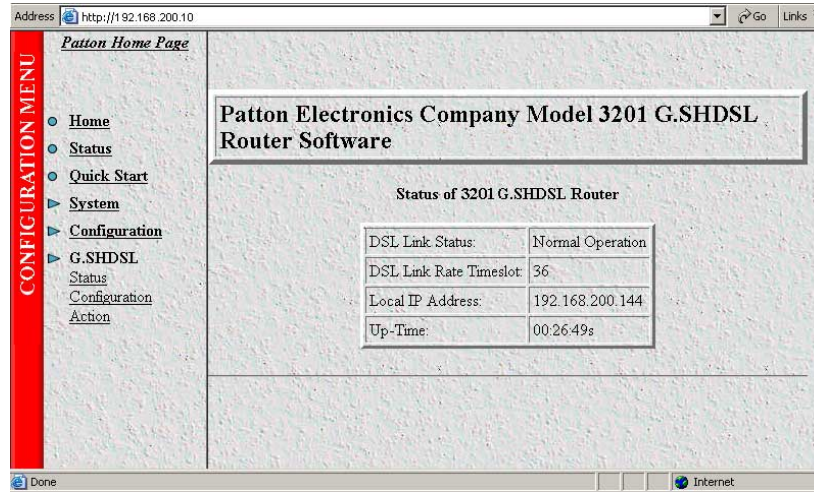 Address http://192.168.200.10 Go Links
CONFIGURATION MENU
Patton Home Page
Home
Status
Quick Start
System
Configuration
G.SHDSL
Status
Configuration
Action
Patton Electronics Company Model 3201 G.SHDSL
Router Software
Status of 3201 G.SHDSL Router
DSL Link Status: Normal Operation
DSL Link Rate Timeslot: 36
Local IP Address: 192.168.200.144
Up-Time: 00:26:49s
Done Internet